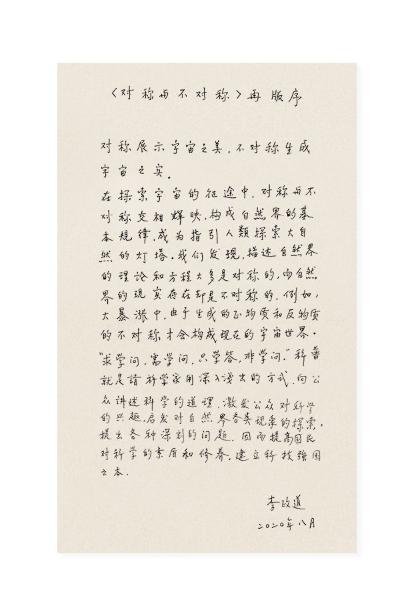 《对称与不对称》再版序
对称展示宇宙之美，不对称生成
宇宙之实。
在探索宇宙的征途中，对称与不
对称交相辉映，构成自然界的基
本规律，成为指引人類探索大自
然的灯塔。我们发现，描述自然界
的理论和方程大多是对称的，而自然
界的现实存在却是不对称的。例如，
大暴涨中，由于生成的正物质和反物质
的不对称才会构成现在的宇宙世界。
“求学问，需学问，只学答，非学问。”科普
就是請科学家用深入浅出的方式，向公
众讲述科学的道理，激发公众对科学
的兴趣，启发对自然界各类现象的探索，
提出各种深刻的问题，因而提高国民
对科学的素质和修养，建立科技强国
之本。
李政道
2020年八月